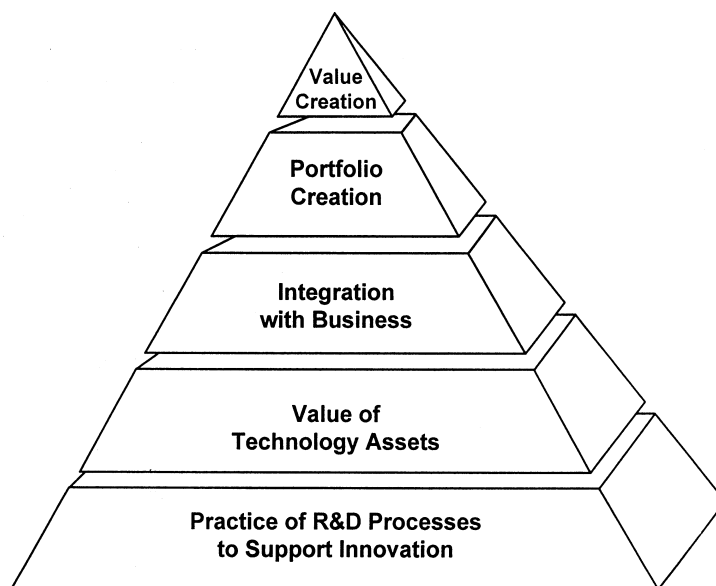 Value
Creation
Portfolio
Creation
Integration
with Business
Value of
Technology Assets
Practice of R&D Processes
to Support Innovation